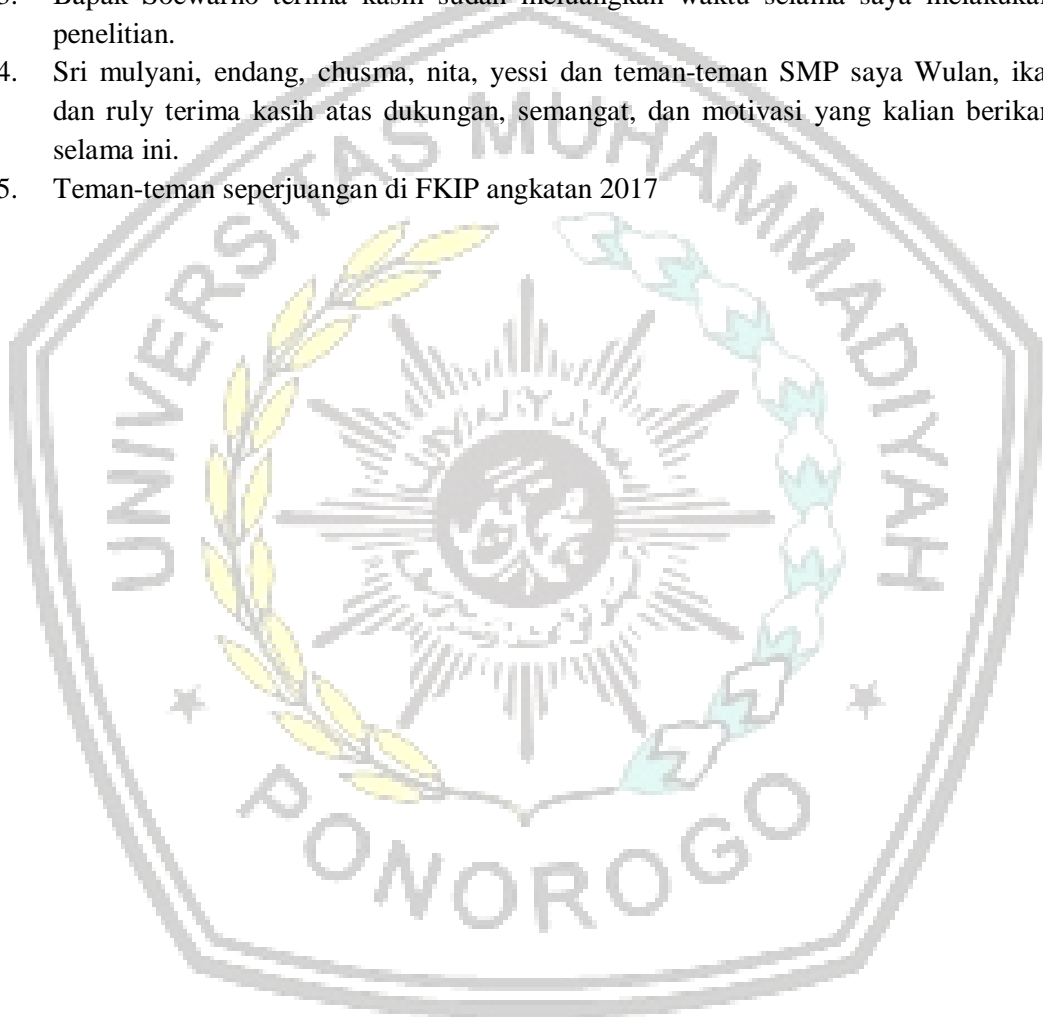 3. Bapak Soewarno terima kasih sudah meluangkan waktu selama saya melakukan
penelitian.
4. Sri mulyani, endang, chusma, nita, yessi dan teman-teman SMP saya Wulan, ika
dan ruly terima kasih atas dukungan, semangat, dan motivasi yang kalian berikan
selama ini.
5. Teman-teman seperjuangan di FKIP angkatan 2017
UNIVERSITAS MUHAMMADIYAH
PONOROGO